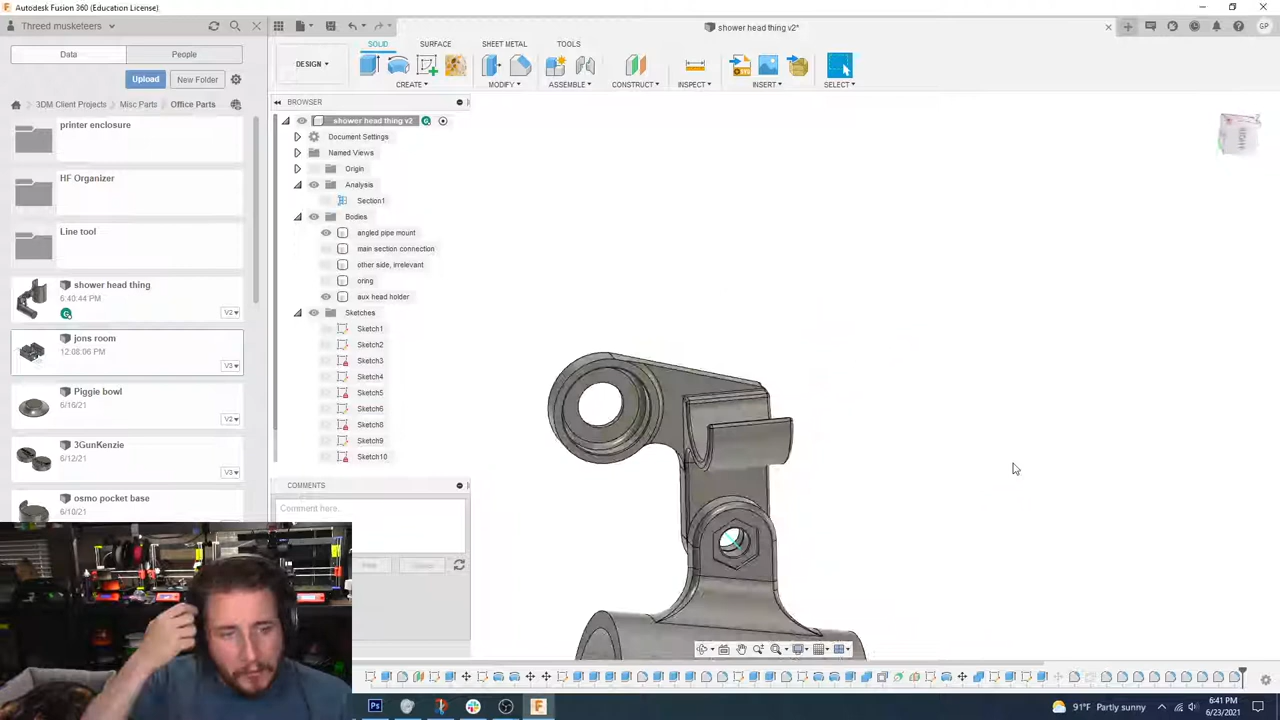 Autodesk Fusion 360 (Education License)
Threed musketeers
shower head thing v2*
GP
Data
People
Upload
New Folder
3DM Client Projects
Misc Parts
Office Parts
printer enclosure
HF Organizer
Line tool
shower head thing
6:40:44 PM
V2
jons room
12:08:06 PM
V3
Piggie bowl
6/16/21
V2
3GunKenzie
6/12/21
V3
osmo pocket base
6/10/21
DESIGN
SOLID
SURFACE
SHEET METAL
TOOLS
CREATE
MODIFY
ASSEMBLE
CONSTRUCT
INSPECT
INSERT
SELECT
BROWSER
shower head thing v2
Document Settings
Named Views
Origin
Analysis
Section1
Bodies
angled pipe mount
main section connection
other side, irrelevant
oring
aux head holder
Sketches
Sketch1
Sketch2
Sketch3
Sketch4
Sketch5
Sketch6
Sketch8
Sketch9
Sketch10
COMMENTS
Comment here.
91°F Partly sunny
6:41 PM
6/23/2021